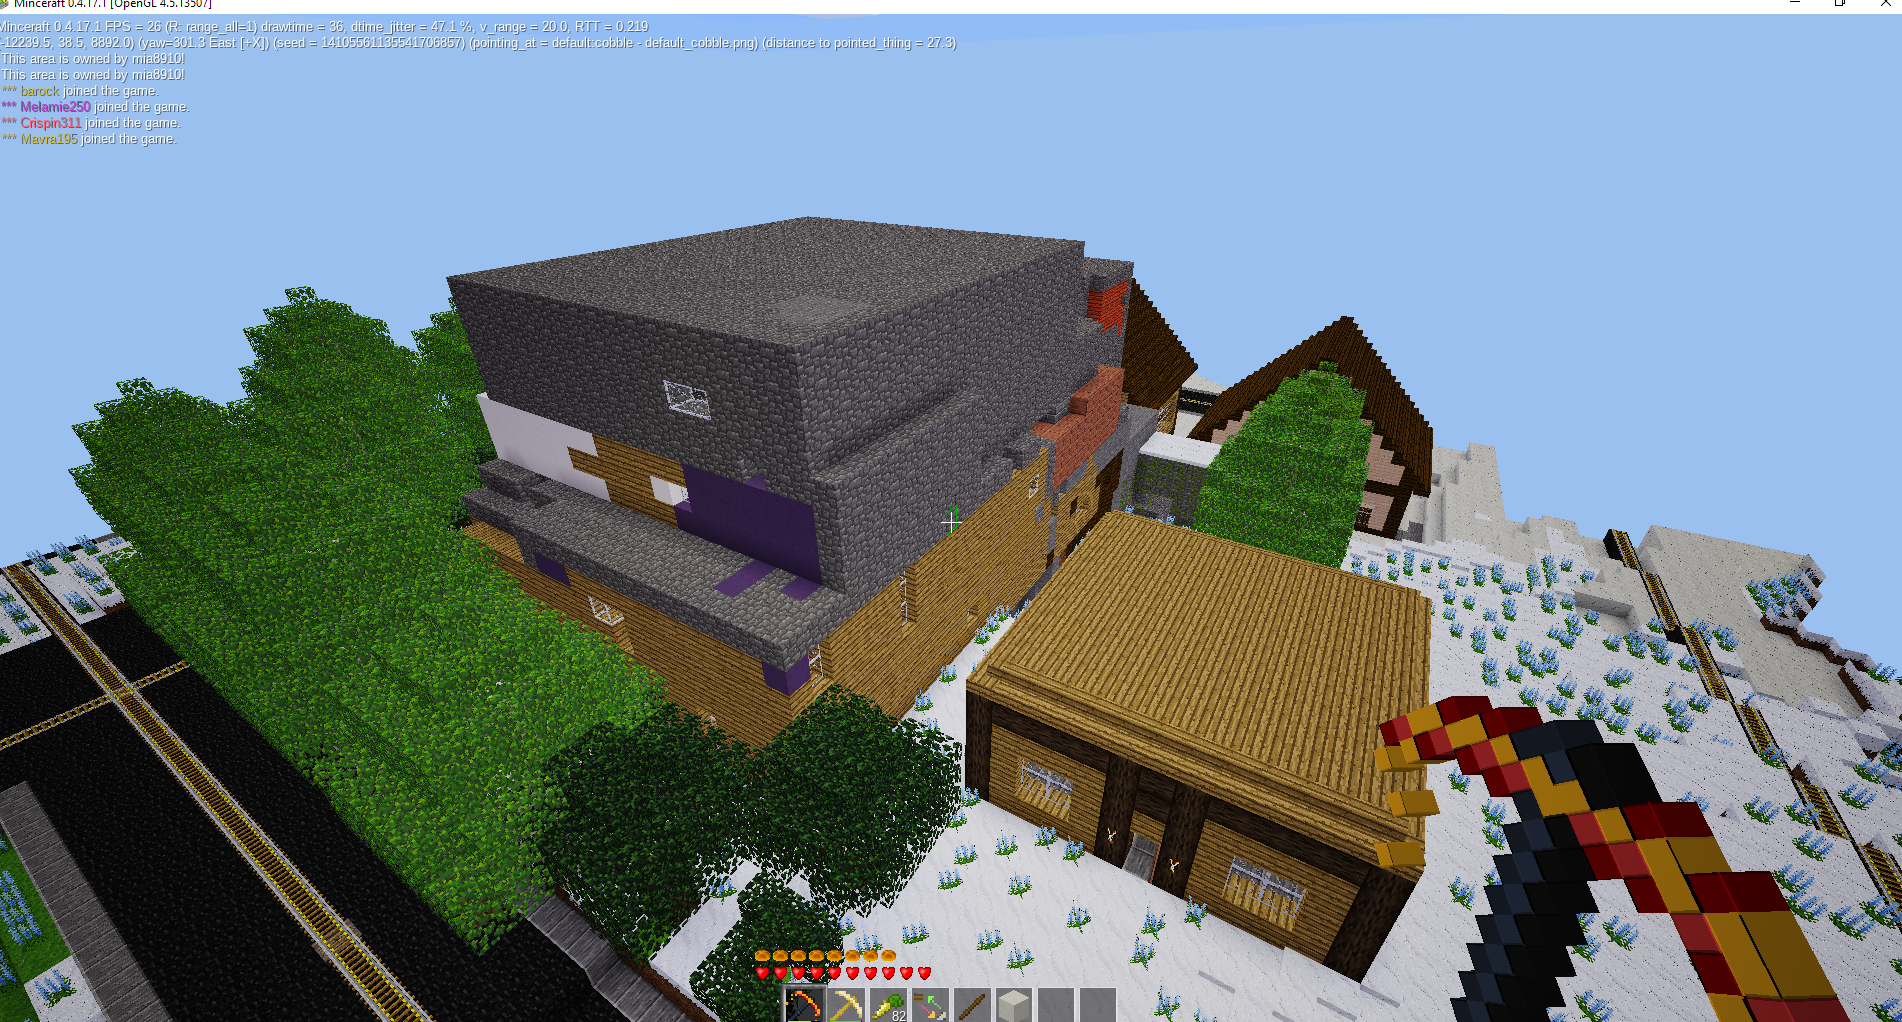 Minceraft 0.4.17.1 [OpenGL 4.5.13507]
Minceraft 0.4.17.1 FPS = 26 (R: range_all=1) drawtime = 36, dtime_jitter = 47.1 %, v_range = 20.0, RTT = 0.219
-12239.5, 38.5, 8892.0) (yaw=301.3 East [+X]) (seed = 14105561135541706857) (pointing_at = default:cobble - default_cobble.png) (distance to pointed_thing = 27.3)
This area is owned by mia8910!
This area is owned by mia8910!
*** barock joined the game.
*** Melamie250 joined the game.
*** Crispin311 joined the game.
*** Mavra195 joined the game.
82